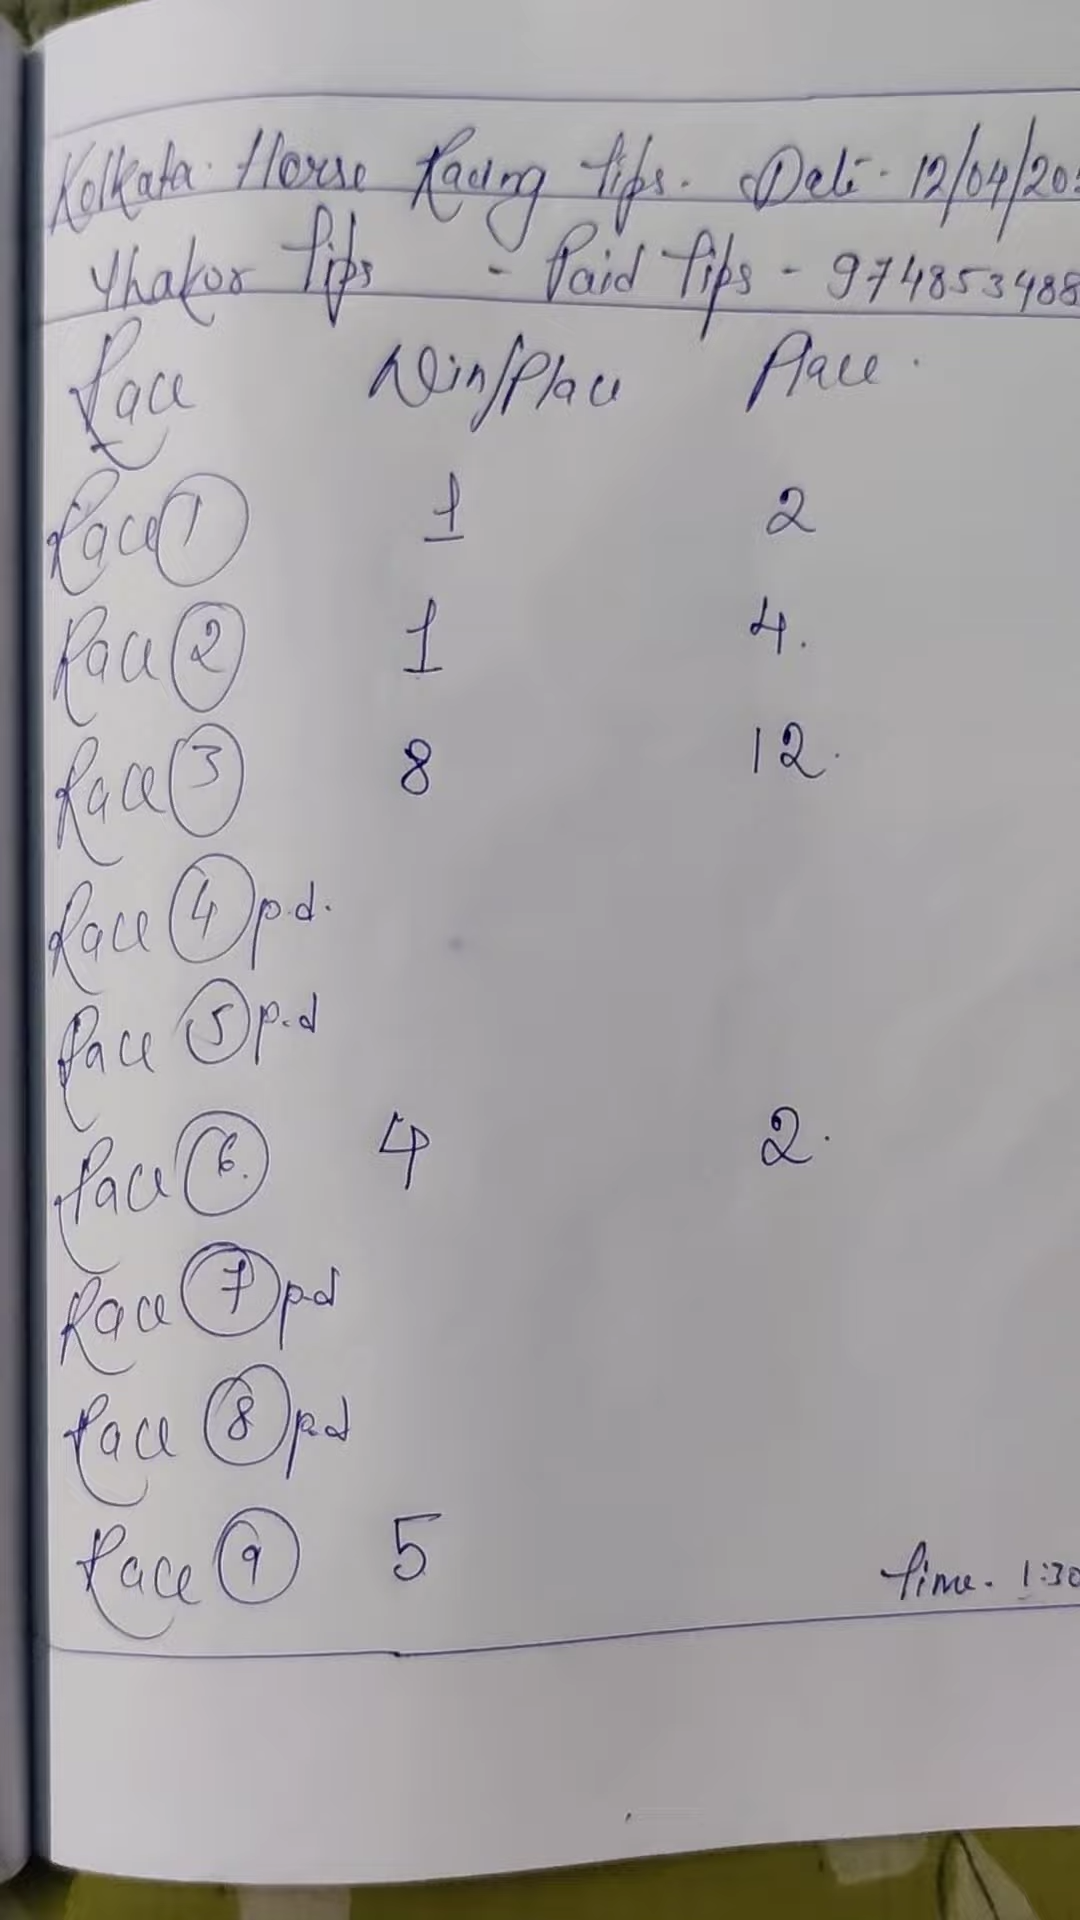 Kolkata. Horse Racing Tips. Date - 12/04/20
Thakor Tips - Paid Tips - 974853488
Race Win/Place Place.
Race 1 1 2
Race 2 1 4.
Race 3 8 12.
Race 4 p.d.
Race 5 p.d
Race 6. 4 2.
Race 7 p.d
Race 8 p.d
Race 9 5
Time. 1:30